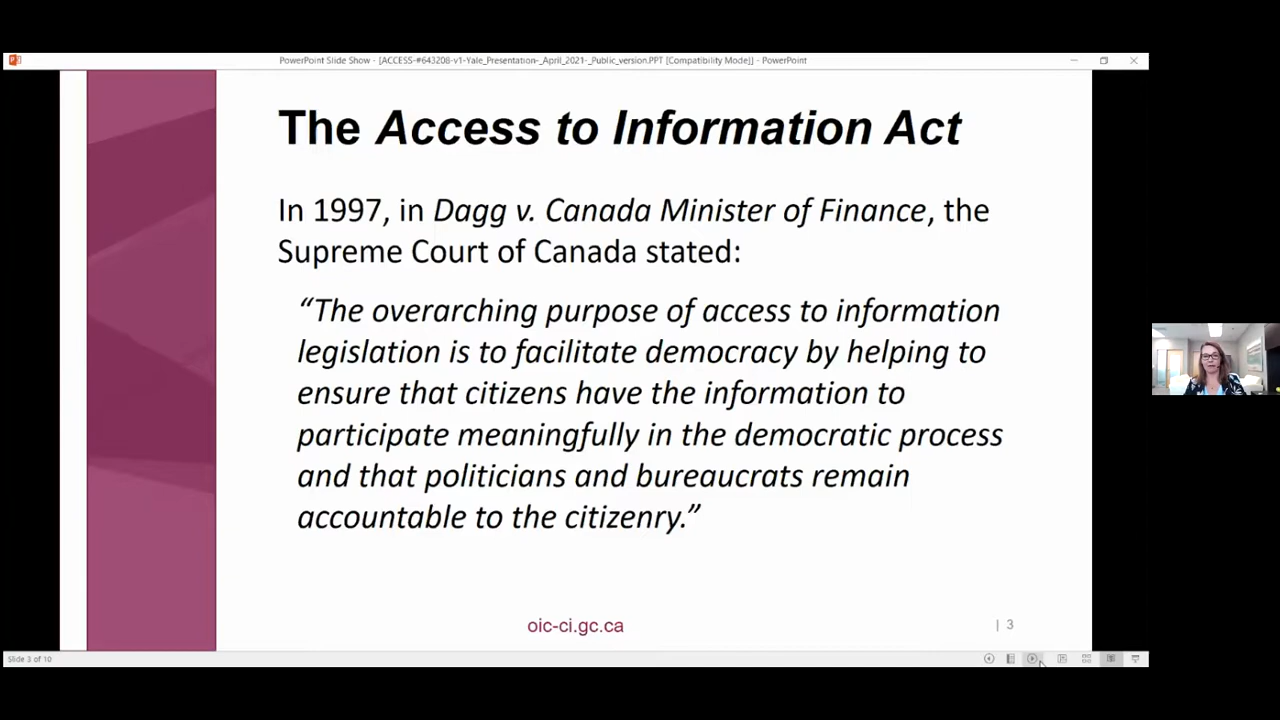 PowerPoint Slide Show - [ACCESS-#643208-v1-Yale_Presentation-_April_2021-_Public_version.PPT [Compatibility Mode]] - PowerPoint
The Access to Information Act
In 1997, in Dagg v. Canada Minister of Finance, the
Supreme Court of Canada stated:
“The overarching purpose of access to information
legislation is to facilitate democracy by helping to
ensure that citizens have the information to
participate meaningfully in the democratic process
and that politicians and bureaucrats remain
accountable to the citizenry.”
oic-ci.gc.ca
| 3
Slide 3 of 10